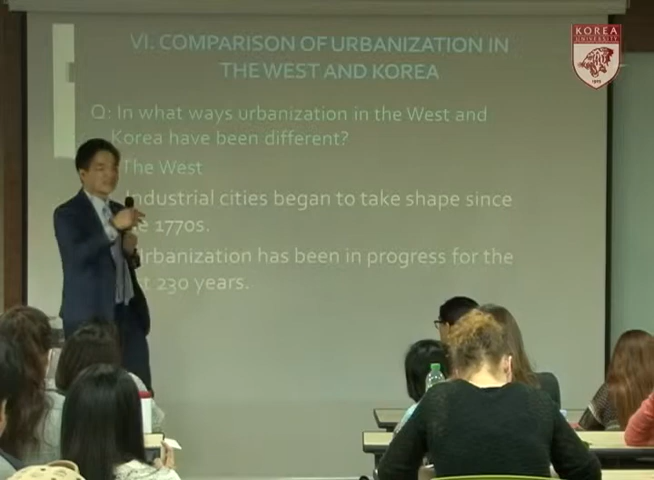 VI. COMPARISON OF URBANIZATION IN
THE WEST AND KOREA
Q: In what ways urbanization in the West and
Korea have been different?
The West
Industrial cities began to take shape since
1770s.
Urbanization has been in progress for the
230 years.
KOREA
UNIVERSITY
1905